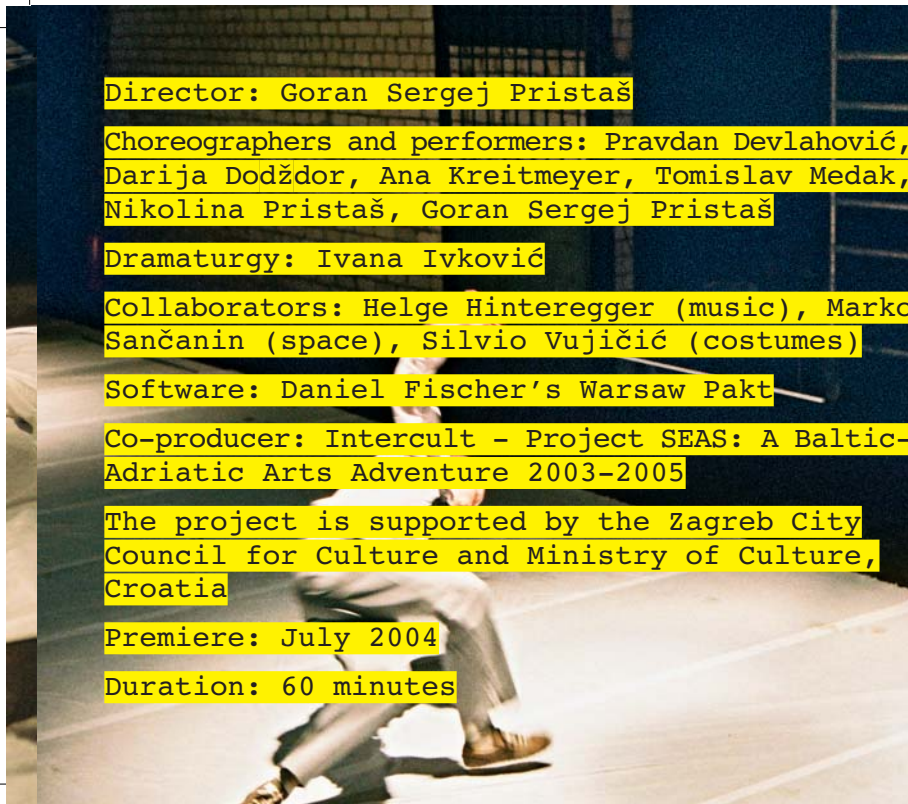 Director: Goran Sergej Pristaš
Choreographers and performers: Pravdan Devlahović,
Darija Dodždor, Ana Kreitmeyer, Tomislav Medak,
Nikolina Pristaš, Goran Sergej Pristaš
Dramaturgy: Ivana Ivković
Collaborators: Helge Hinteregger (music), Marko
Sančanin (space), Silvio Vujičić (costumes)
Software: Daniel Fischer’s Warsaw Pakt
Co-producer: Intercult – Project SEAS: A Baltic-
Adriatic Arts Adventure 2003–2005
The project is supported by the Zagreb City
Council for Culture and Ministry of Culture,
Croatia
Premiere: July 2004
Duration: 60 minutes